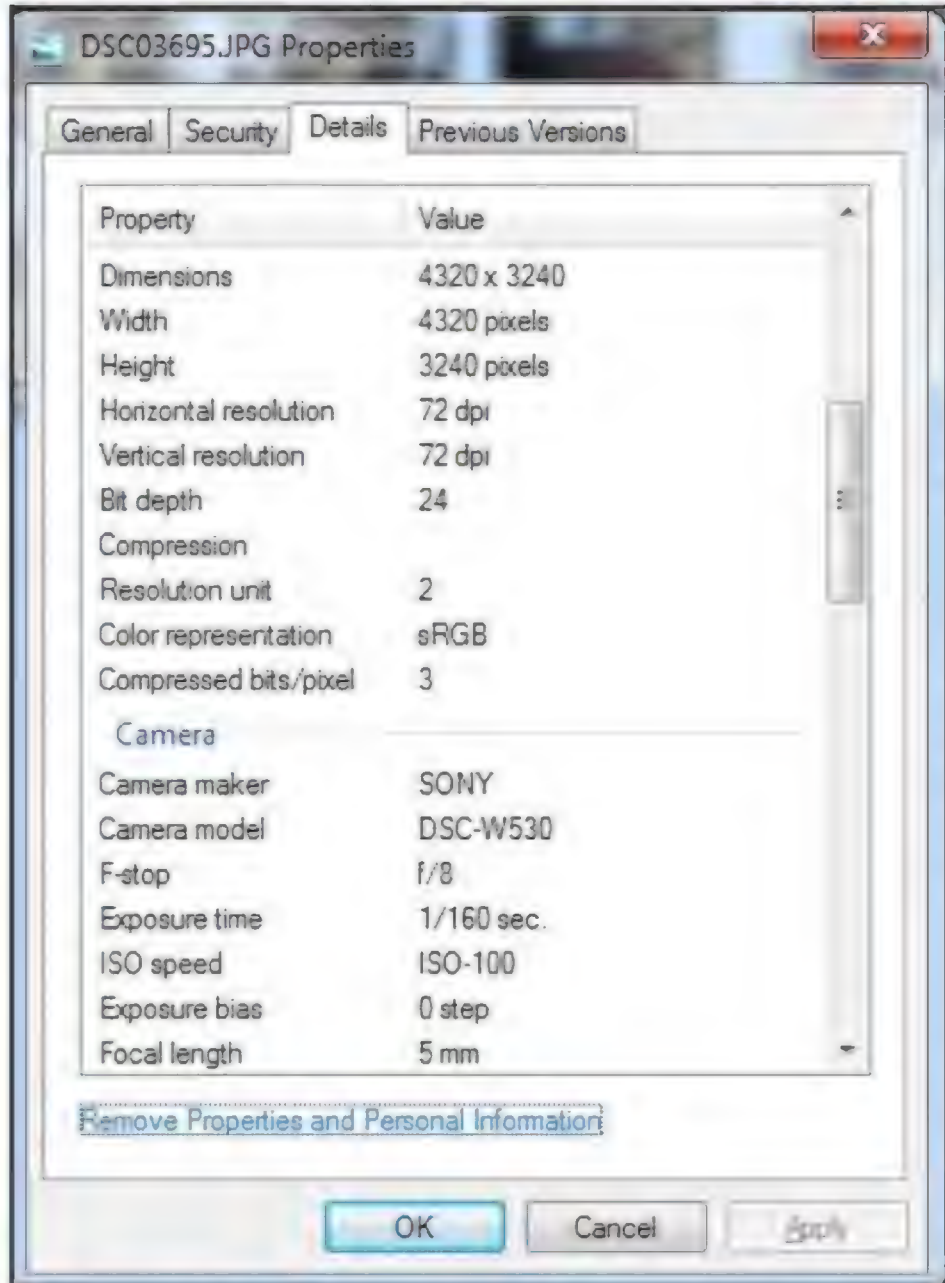 DSC03695.JPG Properties
General Security Details Previous Versions
Property Value
Dimensions 4320 x 3240
Width 4320 pixels
Height 3240 pixels
Horizontal resolution 72 dpi
Vertical resolution 72 dpi
Bit depth 24
Compression
Resolution unit 2
Color representation sRGB
Compressed bits/pixel 3
Camera
Camera maker SONY
Camera model DSC-W530
F-stop f/8
Exposure time 1/160 sec.
ISO speed ISO-100
Exposure bias 0 step
Focal length 5 mm
Remove Properties and Personal Information
OK Cancel Apply